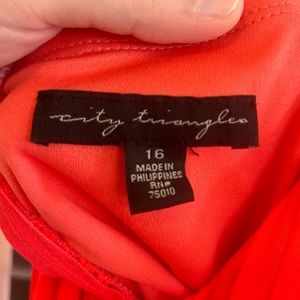 city triangles
16
MADE IN
PHILIPPINES
RN#
75010